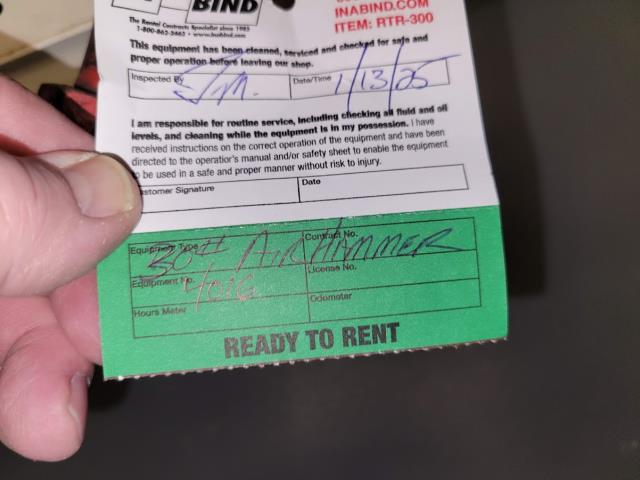 BIND
The Rental Contracts Specialist since 1985
1-800-862-2463 • www.InaBind.com
INABIND.COM
ITEM: RTR-300
This equipment has been cleaned, serviced and checked for safe and
proper operation before leaving our shop.
Inspected By J.M. Date/Time 1/13/25
I am responsible for routine service, including checking all fluid and oil
levels, and cleaning while the equipment is in my possession. I have
received instructions on the correct operation of the equipment and have been
directed to the operatior's manual and/or safety sheet to enable the equipment
be used in a safe and proper manner without risk to injury.
ustomer Signature Date
Equipment Type 30# AIR HAMMER Contract No.
Equipment No. 4016 License No.
Hours Meter Odometer
READY TO RENT